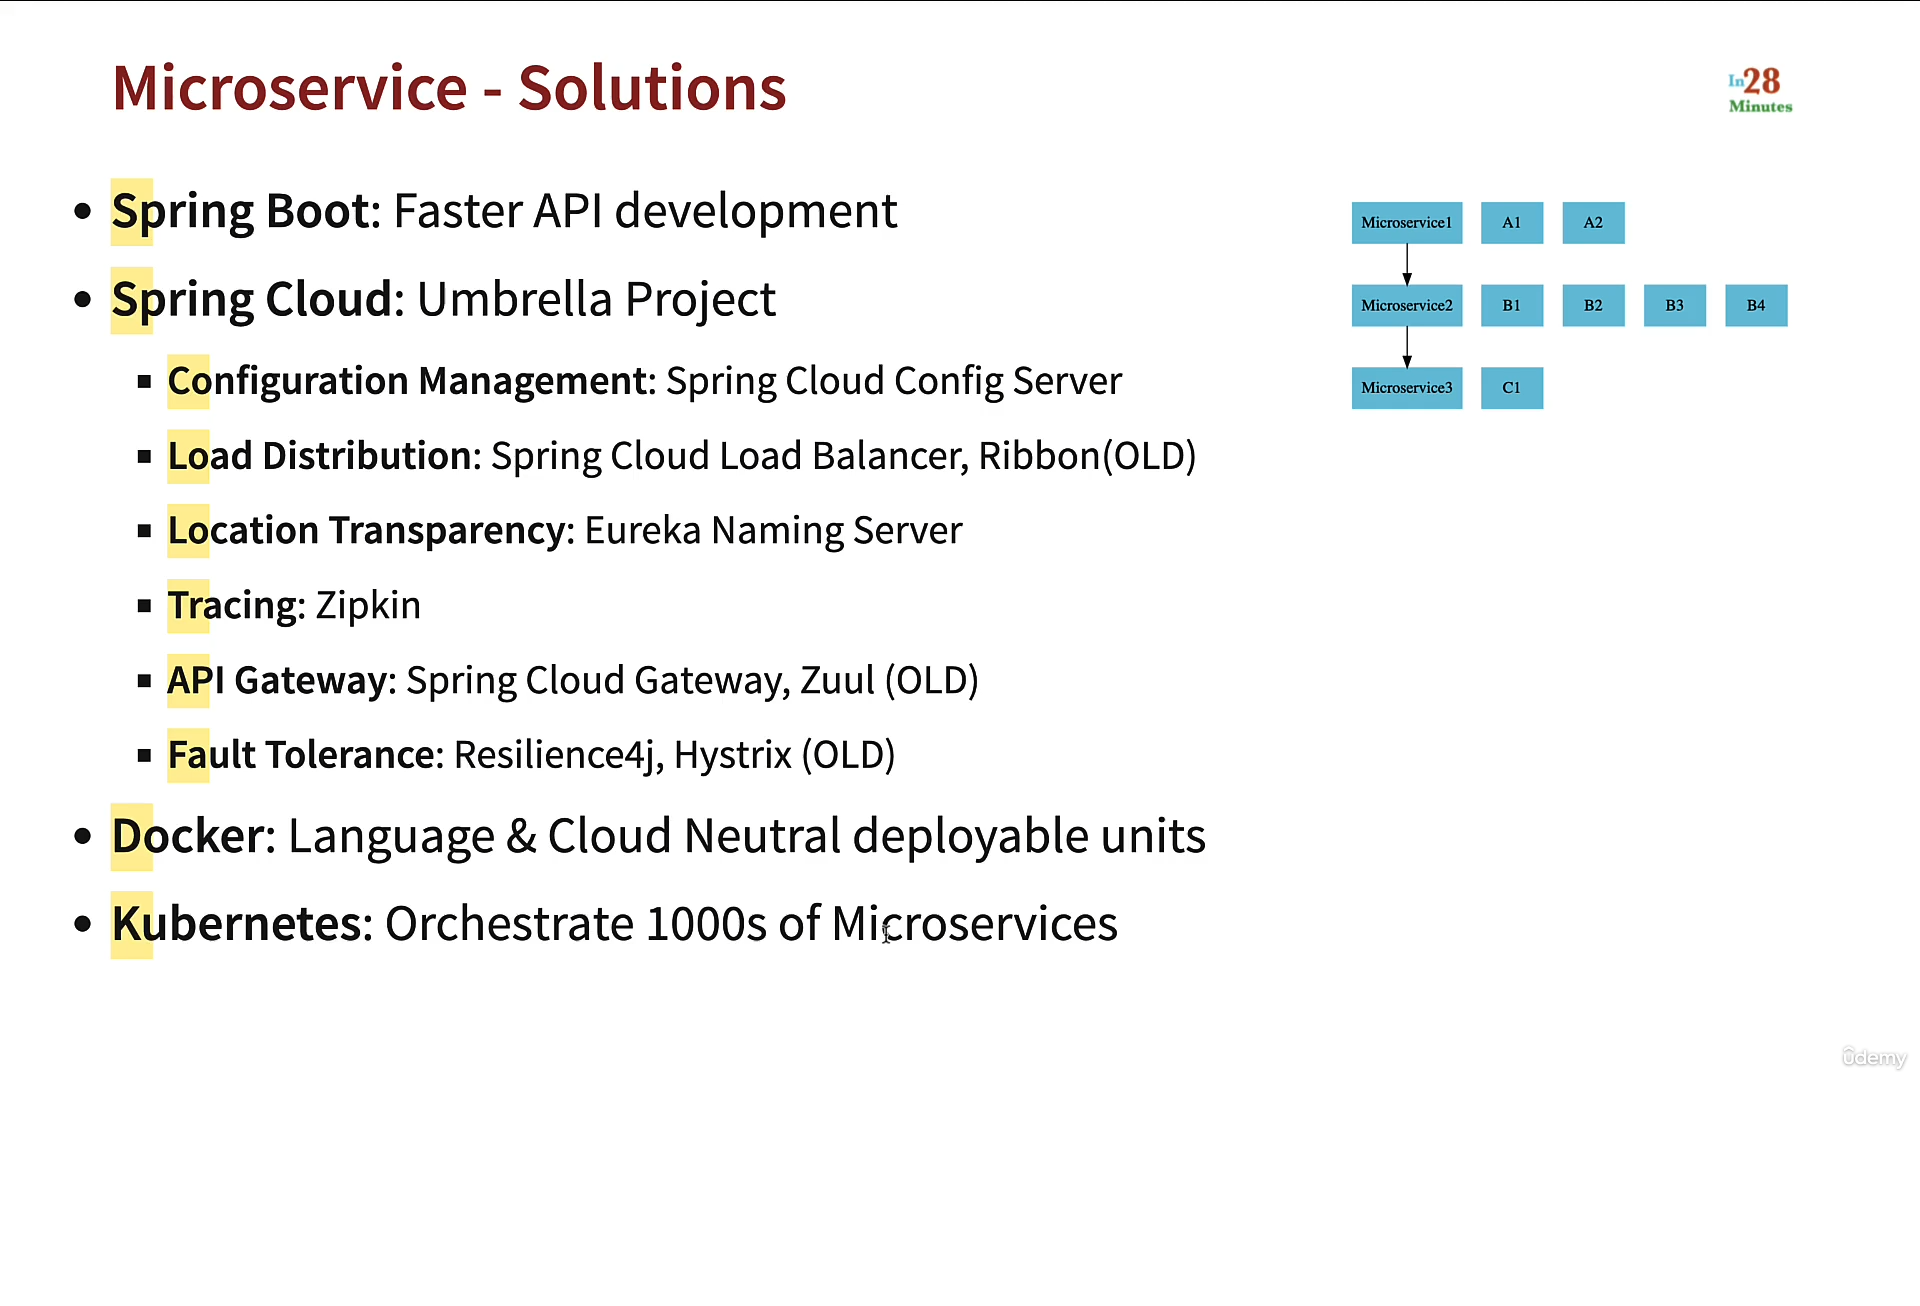 Microservice - Solutions
In28
Minutes
• Spring Boot: Faster API development
• Spring Cloud: Umbrella Project
▪ Configuration Management: Spring Cloud Config Server
▪ Load Distribution: Spring Cloud Load Balancer, Ribbon(OLD)
▪ Location Transparency: Eureka Naming Server
▪ Tracing: Zipkin
▪ API Gateway: Spring Cloud Gateway, Zuul (OLD)
▪ Fault Tolerance: Resilience4j, Hystrix (OLD)
• Docker: Language & Cloud Neutral deployable units
• Kubernetes: Orchestrate 1000s of Microservices
Microservice1 A1 A2
Microservice2 B1 B2 B3 B4
Microservice3 C1
ûdemy